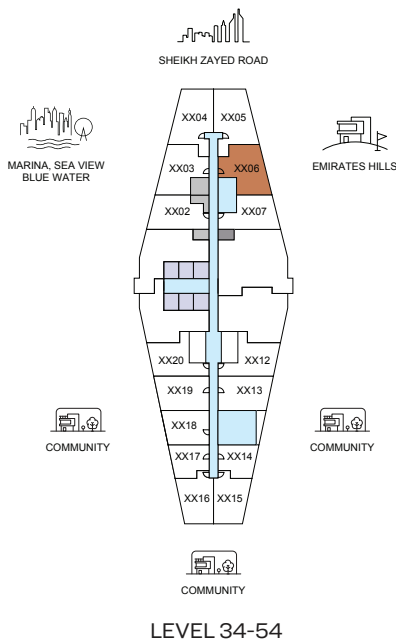 SHEIKH ZAYED ROAD
XX04 XX05
MARINA, SEA VIEW
BLUE WATER
XX03 XX06
EMIRATES HILLS
XX02 XX07
XX20 XX12
XX19 XX13
COMMUNITY
XX18
COMMUNITY
XX17 XX14
XX16 XX15
COMMUNITY
LEVEL 34-54